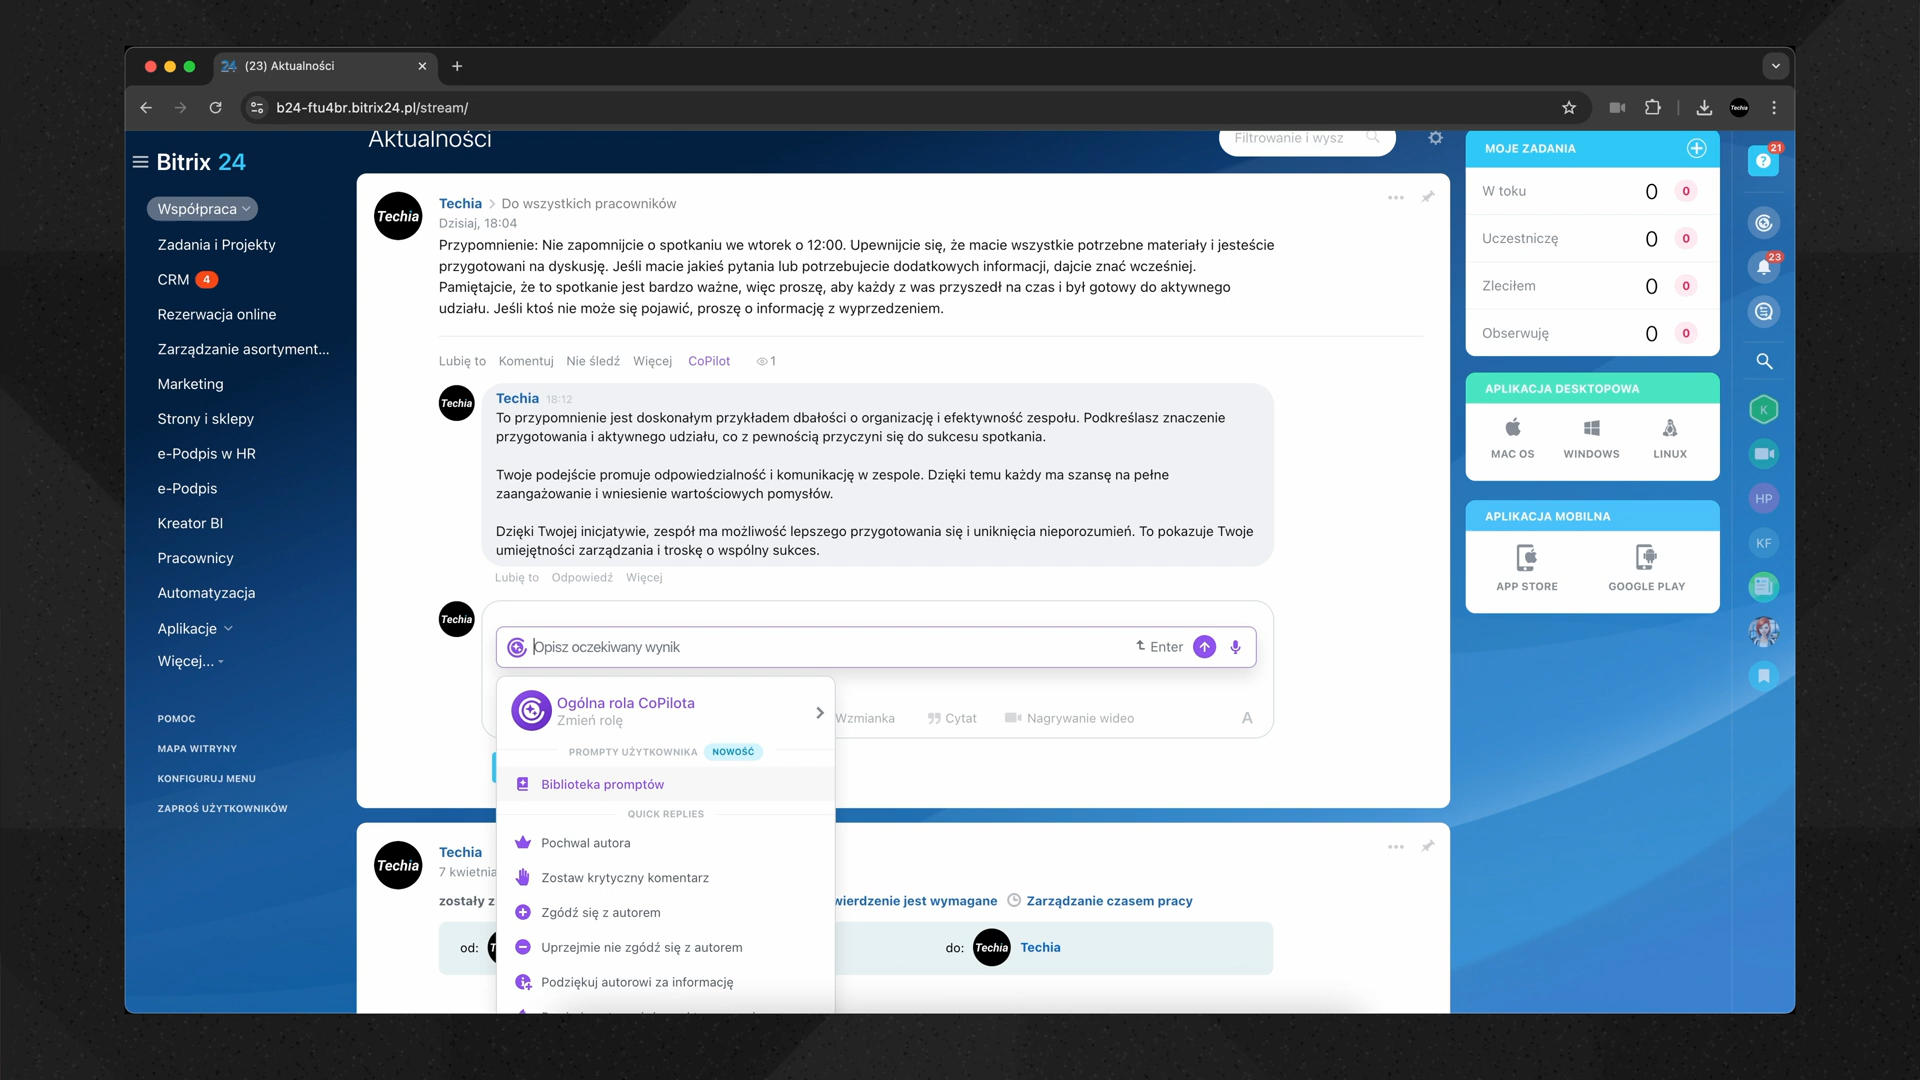 (23) Aktualności
b24-ftu4br.bitrix24.pl/stream/
Techia
Bitrix 24
Współpraca
Zadania i Projekty
CRM 4
Rezerwacja online
Zarządzanie asortyment...
Marketing
Strony i sklepy
e-Podpis w HR
e-Podpis
Kreator BI
Pracownicy
Automatyzacja
Aplikacje
Więcej...
POMOC
MAPA WITRYNY
KONFIGURUJ MENU
ZAPROŚ UŻYTKOWNIKÓW
Aktualności
Filtrowanie i wysz
Techia
Techia > Do wszystkich pracowników
Dzisiaj, 18:04
Przypomnienie: Nie zapomnijcie o spotkaniu we wtorek o 12:00. Upewnijcie się, że macie wszystkie potrzebne materiały i jesteście
przygotowani na dyskusję. Jeśli macie jakieś pytania lub potrzebujecie dodatkowych informacji, dajcie znać wcześniej.
Pamiętajcie, że to spotkanie jest bardzo ważne, więc proszę, aby każdy z was przyszedł na czas i był gotowy do aktywnego
udziału. Jeśli ktoś nie może się pojawić, proszę o informację z wyprzedzeniem.
Lubię to Komentuj Nie śledź Więcej CoPilot 1
Techia
Techia 18:12
To przypomnienie jest doskonałym przykładem dbałości o organizację i efektywność zespołu. Podkreślasz znaczenie
przygotowania i aktywnego udziału, co z pewnością przyczyni się do sukcesu spotkania.
Twoje podejście promuje odpowiedzialność i komunikację w zespole. Dzięki temu każdy ma szansę na pełne
zaangażowanie i wniesienie wartościowych pomysłów.
Dzięki Twojej inicjatywie, zespół ma możliwość lepszego przygotowania się i uniknięcia nieporozumień. To pokazuje Twoje
umiejętności zarządzania i troskę o wspólny sukces.
Lubię to Odpowiedź Więcej
Techia
Opisz oczekiwany wynik
Enter
Ogólna rola CoPilota
Zmień rolę
PROMPTY UŻYTKOWNIKA NOWOŚĆ
Biblioteka promptów
QUICK REPLIES
Pochwal autora
Zostaw krytyczny komentarz
Zgódź się z autorem
Uprzejmie nie zgódź się z autorem
Podziękuj autorowi za informację
Wzmianka Cytat Nagrywanie wideo A
Techia
Techia
7 kwietnia
zostały z
wierdzenie jest wymagane Zarządzanie czasem pracy
od:
do: Techia Techia
MOJE ZADANIA
W toku 0 0
Uczestniczę 0 0
Zleciłem 0 0
Obserwuję 0 0
APLIKACJA DESKTOPOWA
MAC OS WINDOWS LINUX
APLIKACJA MOBILNA
APP STORE GOOGLE PLAY
21
23
K
HP
KF